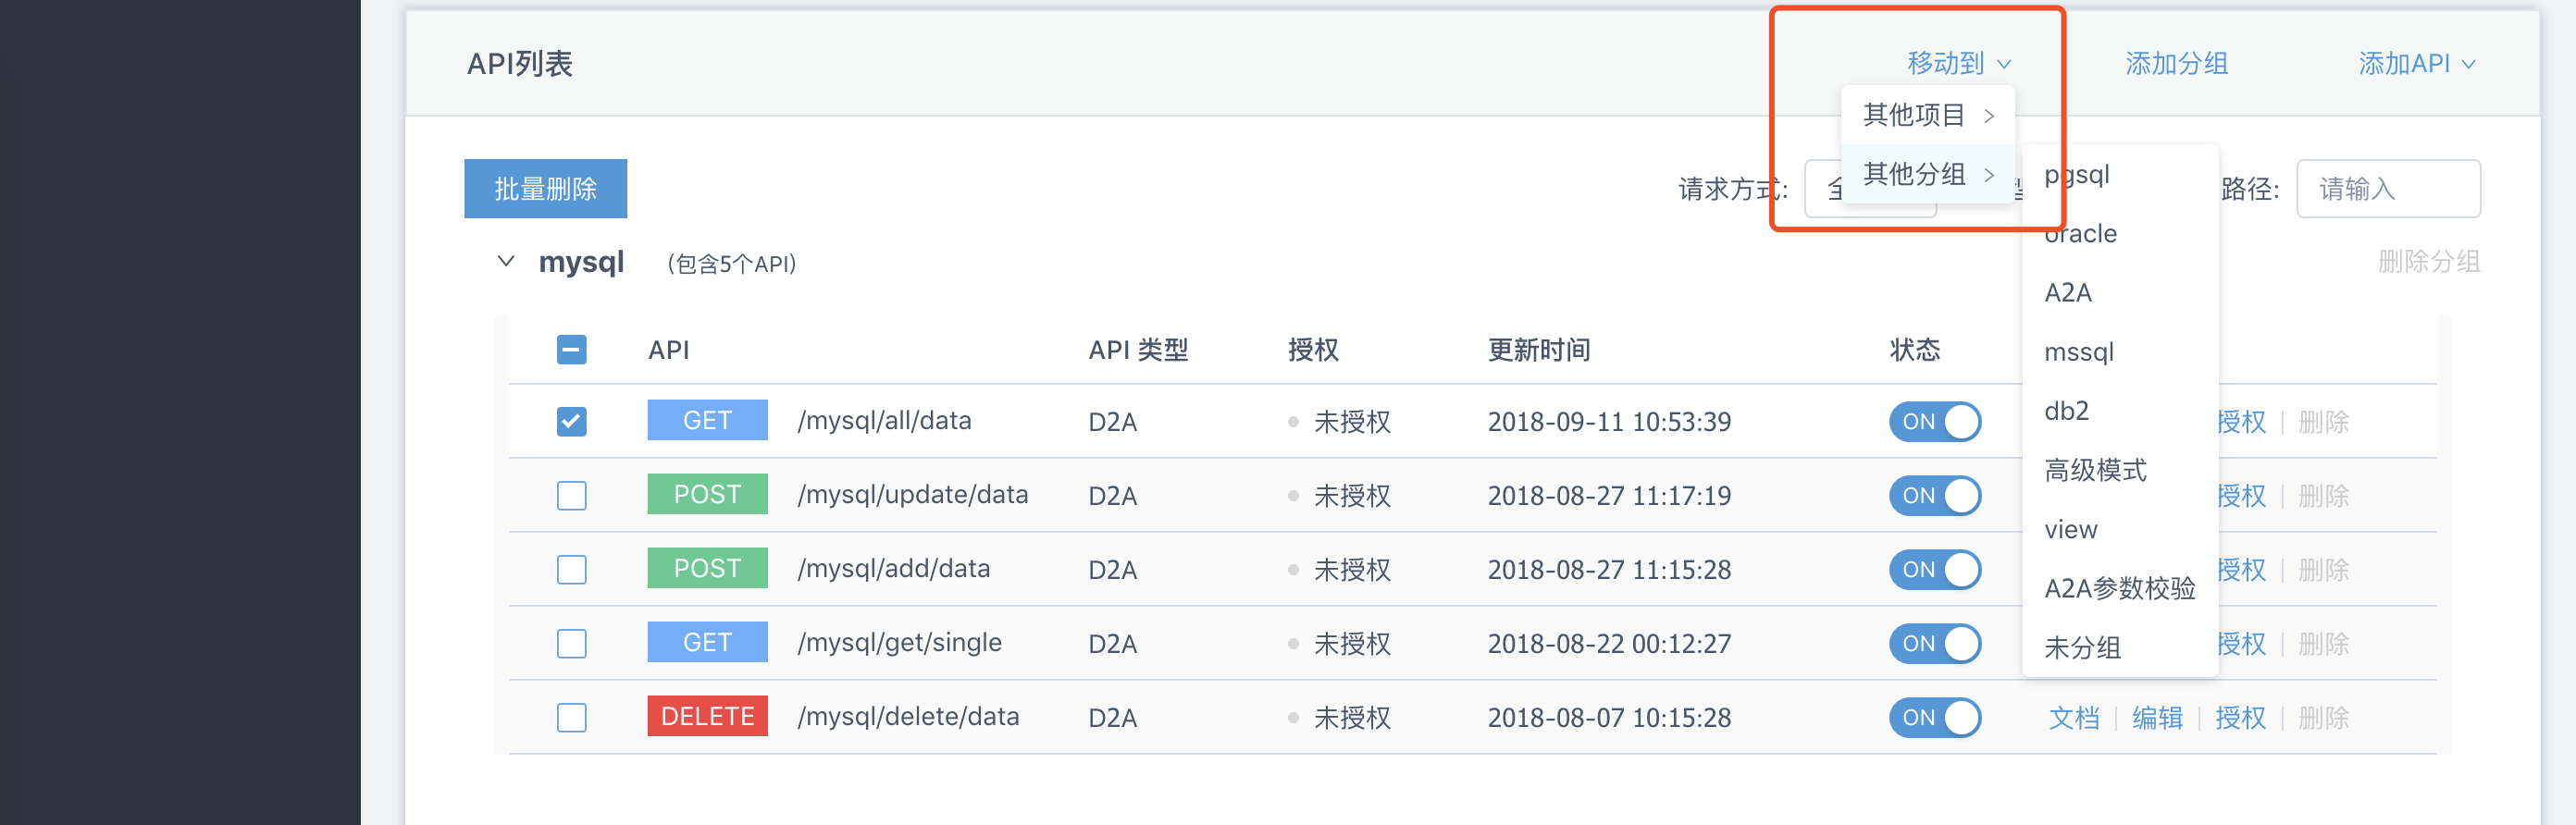 API列表
移动到
添加分组
添加API
其他项目
其他分组
批量删除
请求方式:
路径:
请输入
pgsql
oracle
A2A
mssql
db2
高级模式
view
A2A参数校验
未分组
mysql (包含5个API)
删除分组
API API 类型 授权 更新时间 状态
GET /mysql/all/data D2A 未授权 2018-09-11 10:53:39 ON 授权 删除
POST /mysql/update/data D2A 未授权 2018-08-27 11:17:19 ON 授权 删除
POST /mysql/add/data D2A 未授权 2018-08-27 11:15:28 ON 授权 删除
GET /mysql/get/single D2A 未授权 2018-08-22 00:12:27 ON 授权 删除
DELETE /mysql/delete/data D2A 未授权 2018-08-07 10:15:28 ON 文档 编辑 授权 删除